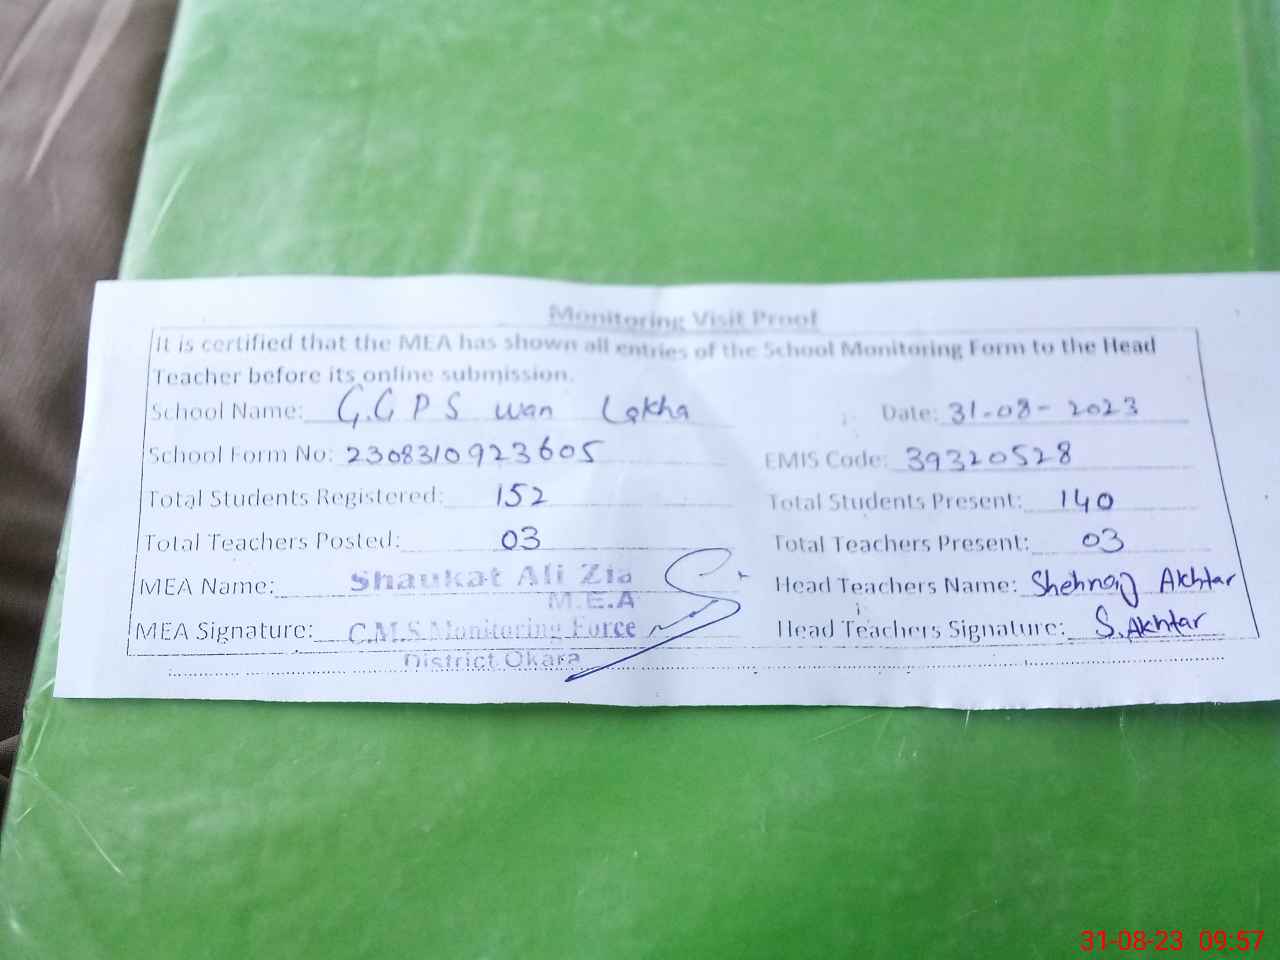 Monitoring Visit Proof
It is certified that the MEA has shown all entries of the School Monitoring Form to the Head
Teacher before its online submission.
School Name: G.G P S wan Lakha Date: 31-08-2023
School Form No: 2308310923605 EMIS Code: 39320528
Total Students Registered: 152 Total Students Present: 140
Total Teachers Posted: 03 Total Teachers Present: 03
MEA Name: Shaukat Ali Zia Head Teachers Name: Shehnaj Akhtar
M.E.A
MEA Signature: C.M.S Monitoring Force Head Teachers Signature: S.Akhtar
District Okara
31-08-23 09:57